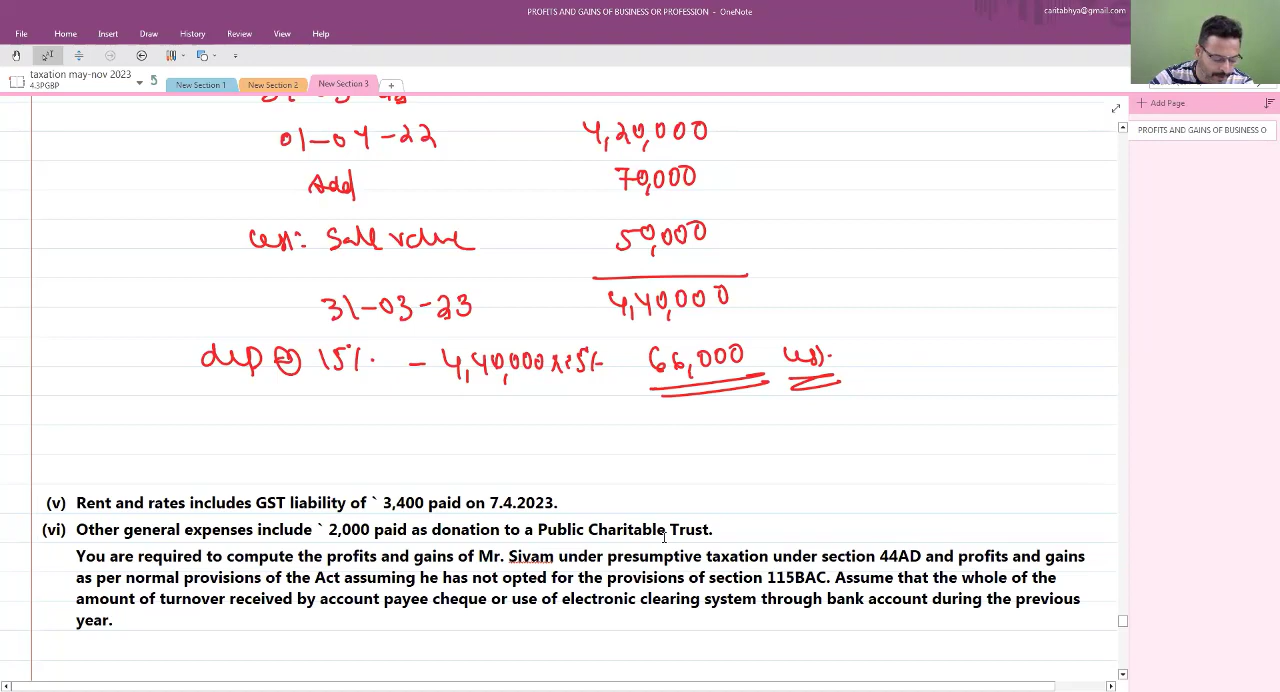 PROFITS AND GAINS OF BUSINESS OR PROFESSION - OneNote
caritabhya@gmail.com
File Home Insert Draw History Review View Help
taxation may-nov 2023
4.3PGBP
5
New Section 1 New Section 2 New Section 3
Add Page
PROFITS AND GAINS OF BUSINESS O
01-04-22 4,20,000
Add 70,000
Less: Sale value 50,000
31-03-23 4,40,000
dep @ 15% - 4,40,000x15% 66,000
(v) Rent and rates includes GST liability of ` 3,400 paid on 7.4.2023.
(vi) Other general expenses include ` 2,000 paid as donation to a Public Charitable Trust.
You are required to compute the profits and gains of Mr. Sivam under presumptive taxation under section 44AD and profits and gains
as per normal provisions of the Act assuming he has not opted for the provisions of section 115BAC. Assume that the whole of the
amount of turnover received by account payee cheque or use of electronic clearing system through bank account during the previous
year.